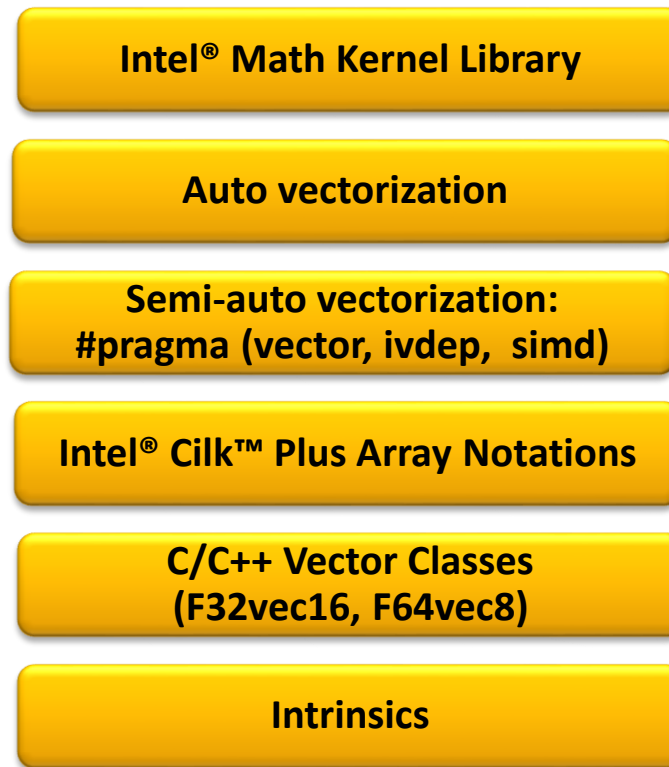 Intel® Math Kernel Library
Auto vectorization
Semi-auto vectorization:
#pragma (vector, ivdep, simd)
Intel® Cilk™ Plus Array Notations
C/C++ Vector Classes
(F32vec16, F64vec8)
Intrinsics